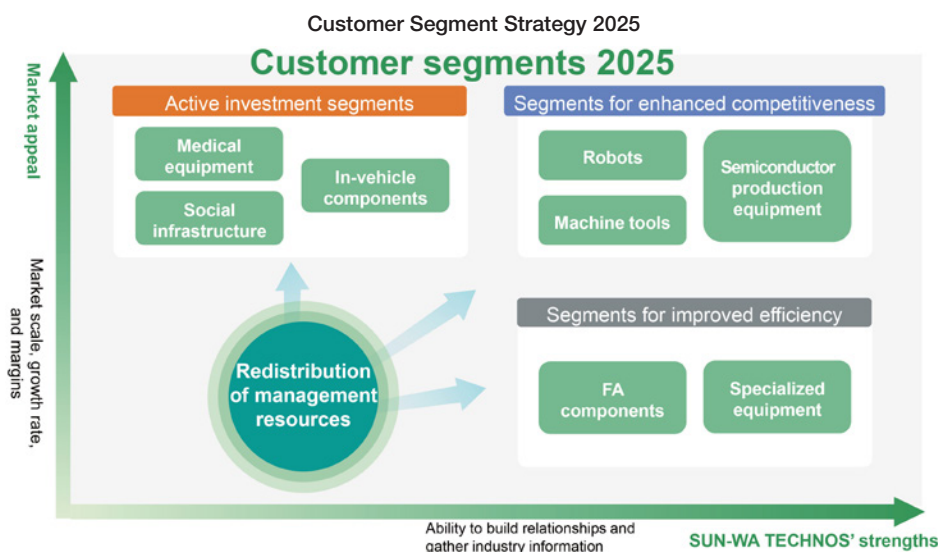 Customer Segment Strategy 2025
Customer segments 2025
Market appeal
Market scale, growth rate,
and margins
Active investment segments
Medical
equipment
Social
infrastructure
In-vehicle
components
Segments for enhanced competitiveness
Robots
Machine tools
Semiconductor
production
equipment
Redistribution
of management
resources
Segments for improved efficiency
FA
components
Specialized
equipment
Ability to build relationships and
gather industry information
SUN-WA TECHNOS’ strengths